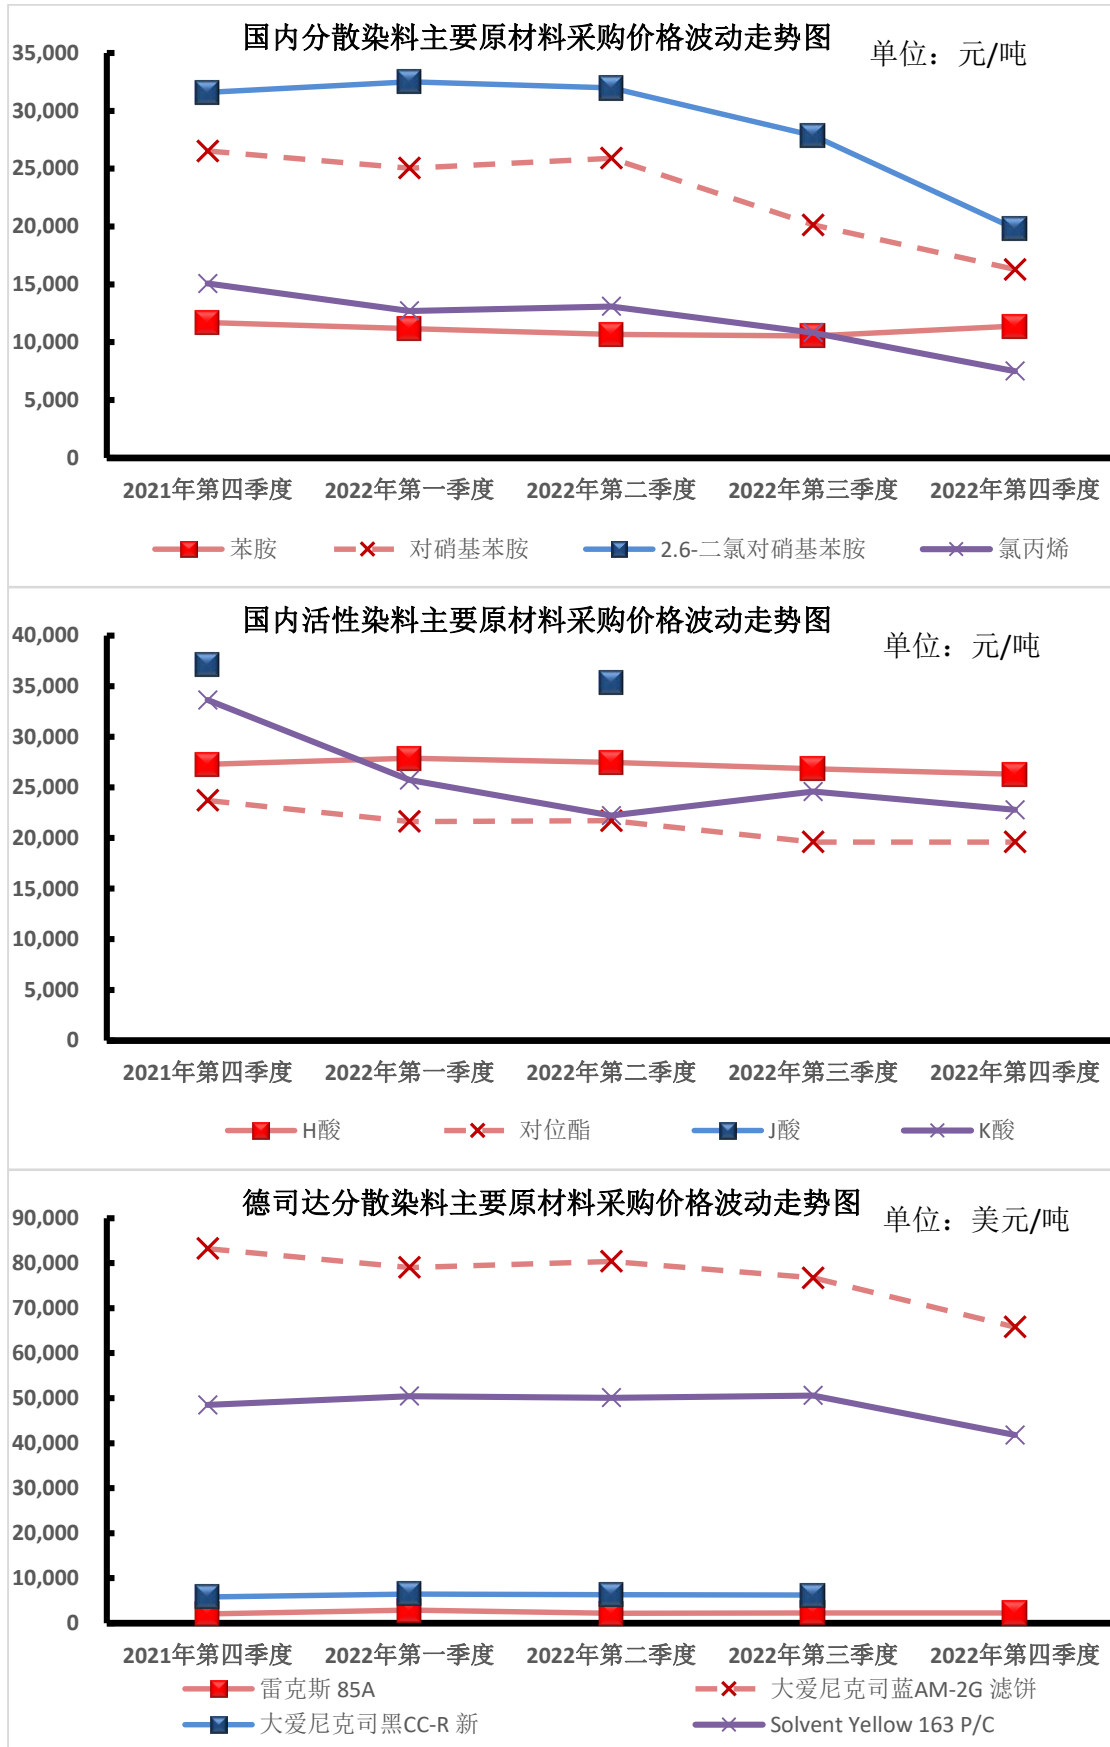 国内分散染料主要原材料采购价格波动走势图
单位：元/吨
35,000
30,000
25,000
20,000
15,000
10,000
5,000
0
2021年第四季度 2022年第一季度 2022年第二季度 2022年第三季度 2022年第四季度
苯胺 对硝基苯胺 2.6-二氯对硝基苯胺 氯丙烯
国内活性染料主要原材料采购价格波动走势图
单位：元/吨
40,000
35,000
30,000
25,000
20,000
15,000
10,000
5,000
0
2021年第四季度 2022年第一季度 2022年第二季度 2022年第三季度 2022年第四季度
H酸 对位酯 J酸 K酸
德司达分散染料主要原材料采购价格波动走势图
单位：美元/吨
90,000
80,000
70,000
60,000
50,000
40,000
30,000
20,000
10,000
0
2021年第四季度 2022年第一季度 2022年第二季度 2022年第三季度 2022年第四季度
雷克斯 85A 大爱尼克司蓝AM-2G 滤饼
大爱尼克司黑CC-R 新 Solvent Yellow 163 P/C